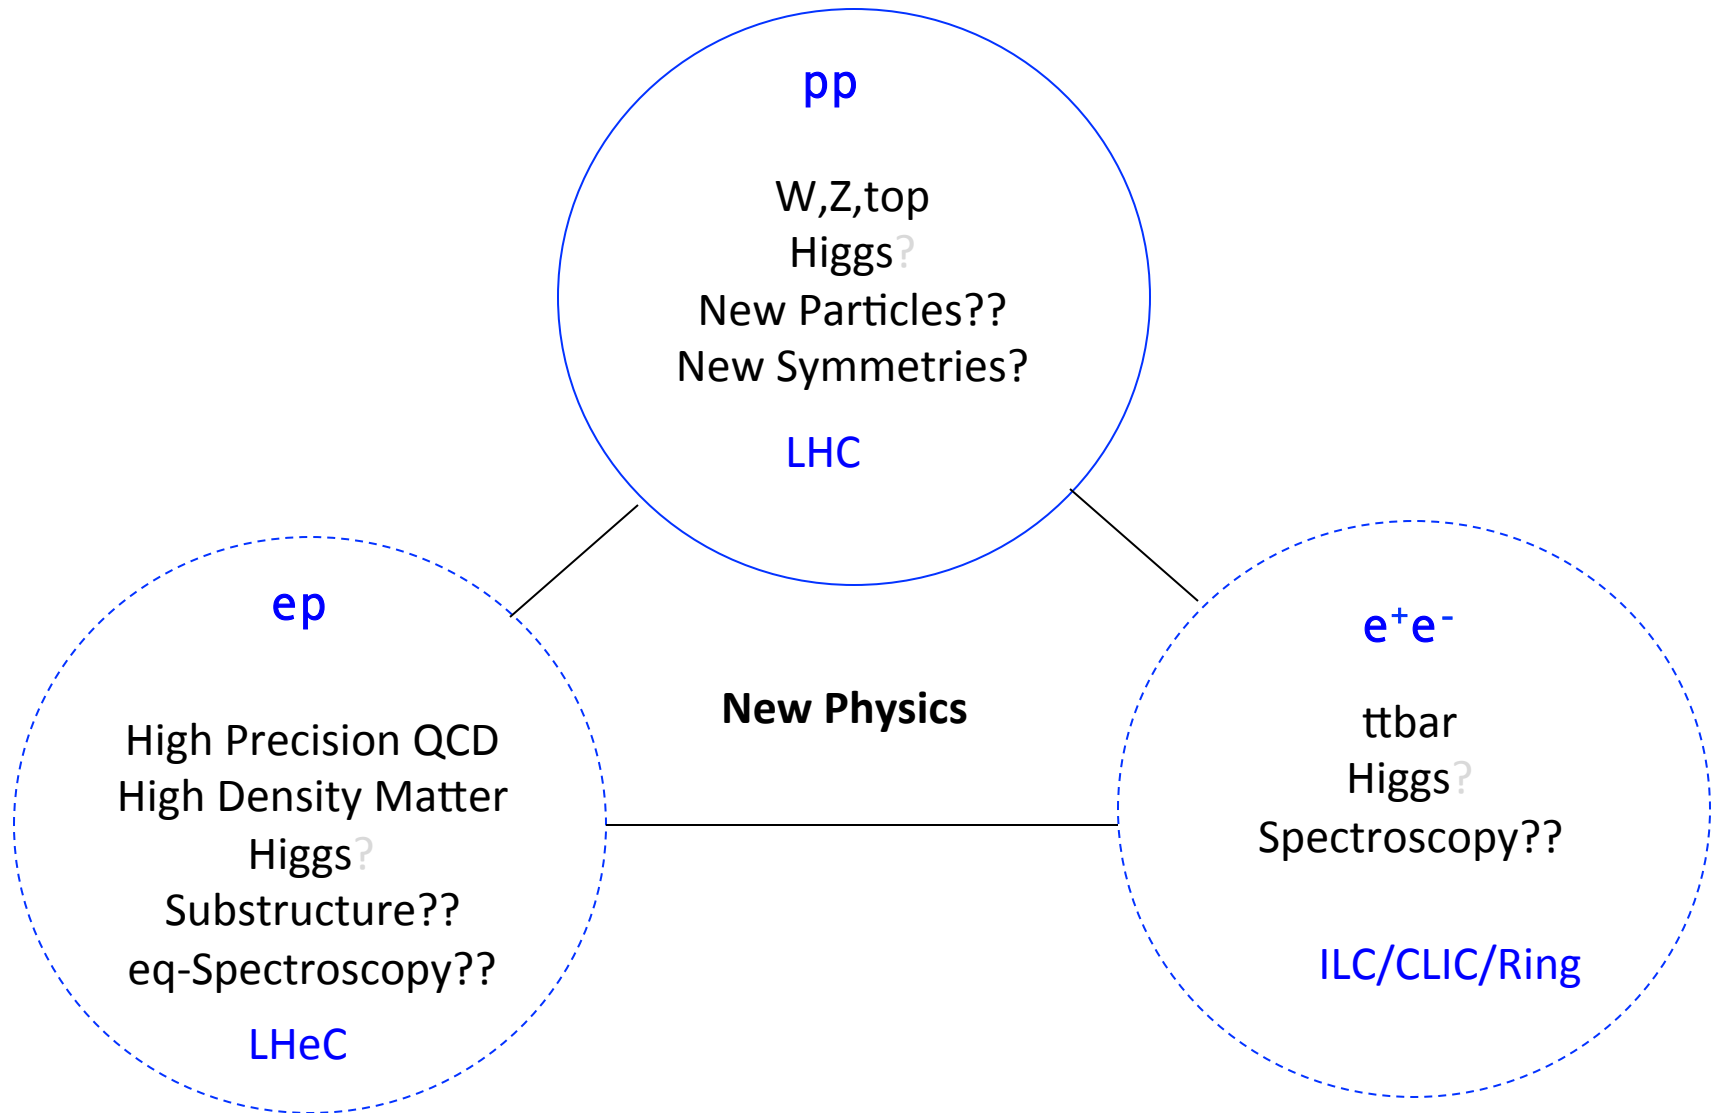 pp
W,Z,top
Higgs?
New Particles??
New Symmetries?
LHC
ep
High Precision QCD
High Density Matter
Higgs?
Substructure??
eq-Spectroscopy??
LHeC
New Physics
e⁺e⁻
ttbar
Higgs?
Spectroscopy??
ILC/CLIC/Ring